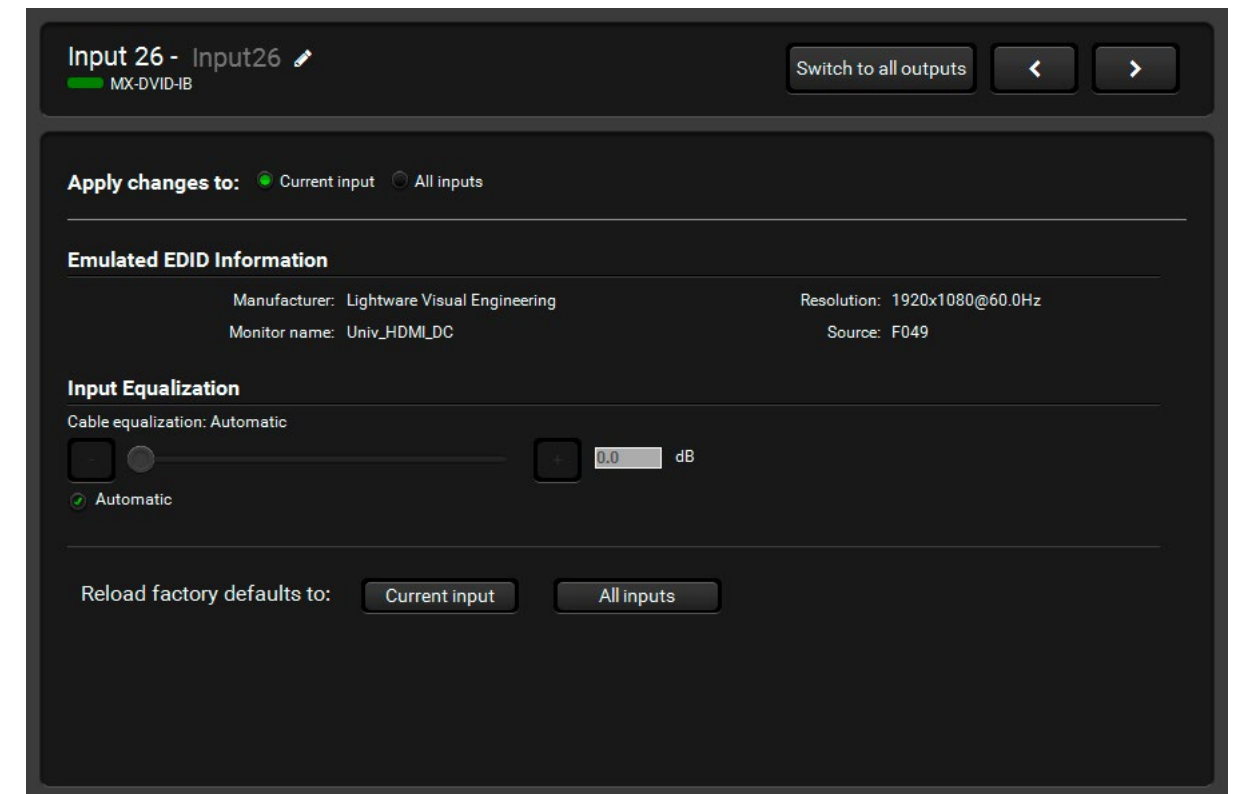 Input 26 - Input26
MX-DVID-IB
Switch to all outputs
Apply changes to: Current input All inputs
Emulated EDID Information
Manufacturer: Lightware Visual Engineering Resolution: 1920x1080@60.0Hz
Monitor name: Univ_HDMI_DC Source: F049
Input Equalization
Cable equalization: Automatic
- + 0.0 dB
Automatic
Reload factory defaults to: Current input All inputs